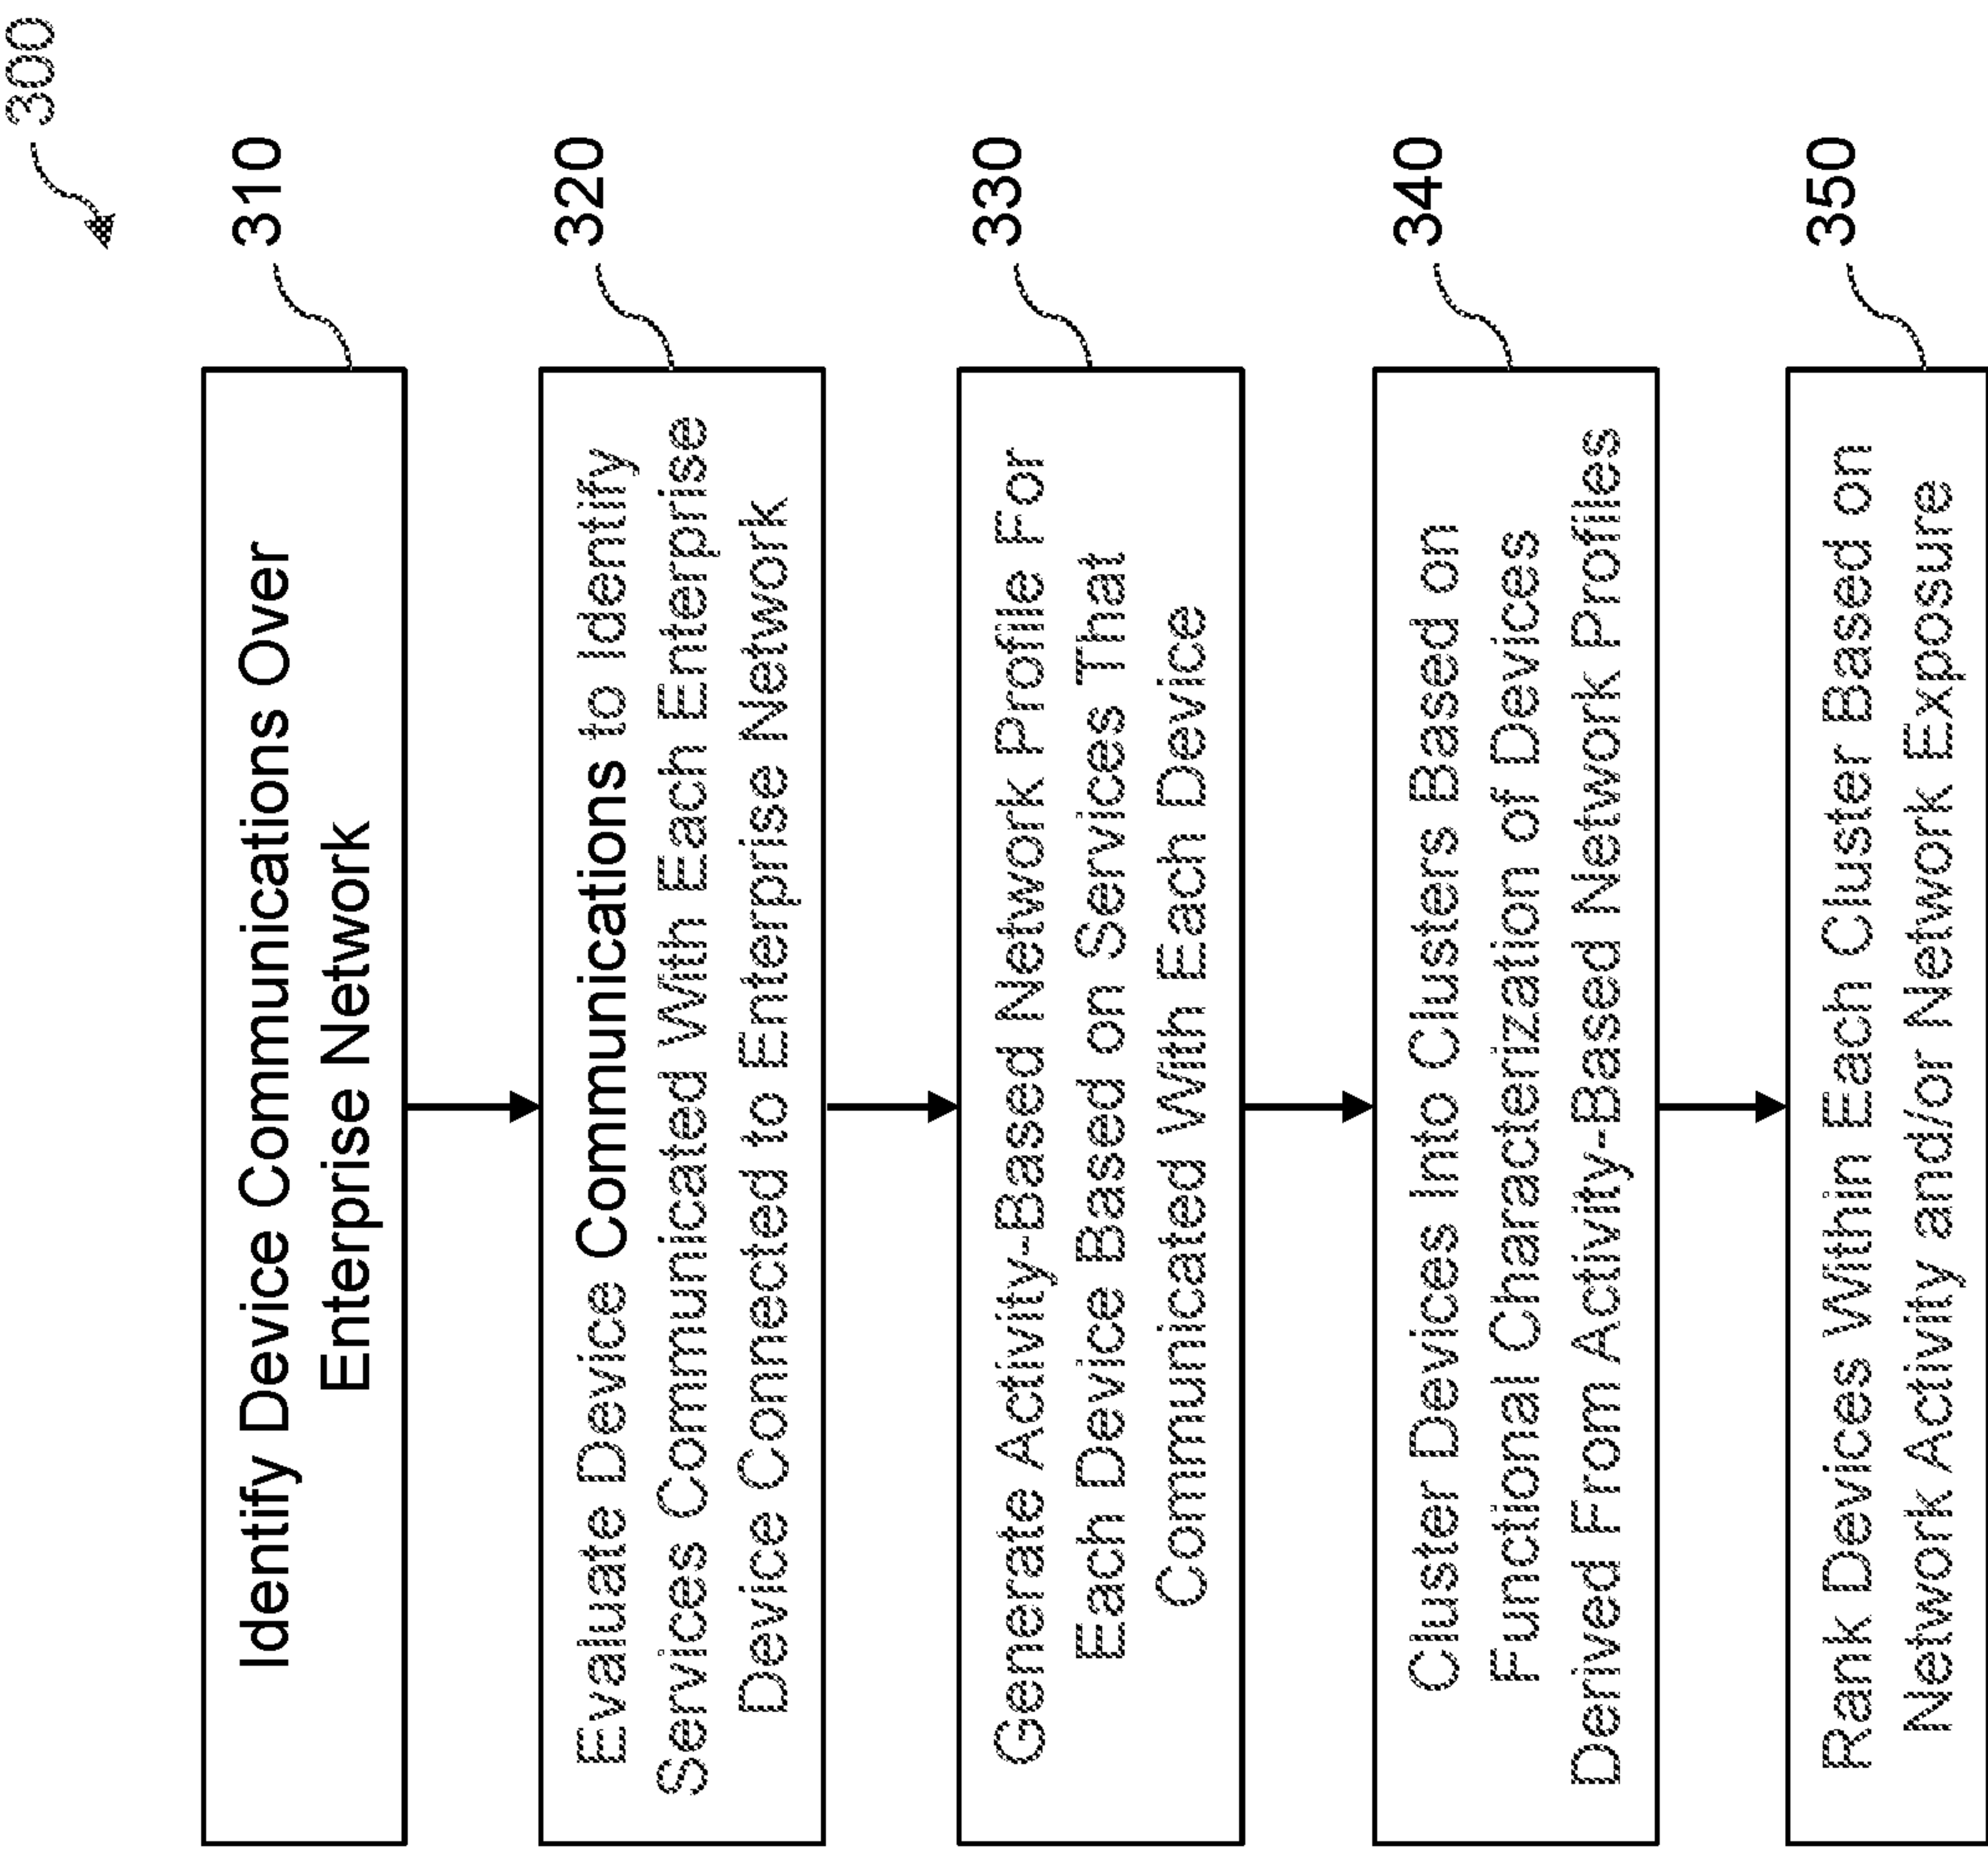 300
Identify Device Communications Over
Enterprise Network
310
Evaluate Device Communications to Identify
Services Communicated With Each Enterprise
Device Connected to Enterprise Network
320
Generate Activity-Based Network Profile For
Each Device Based on Services That
Communicated With Each Device
330
Cluster Devices Into Clusters Based on
Functional Characterization of Devices
Derived From Activity-Based Network Profiles
340
Rank Devices Within Each Cluster Based on
Network Activity and/or Network Exposure
350